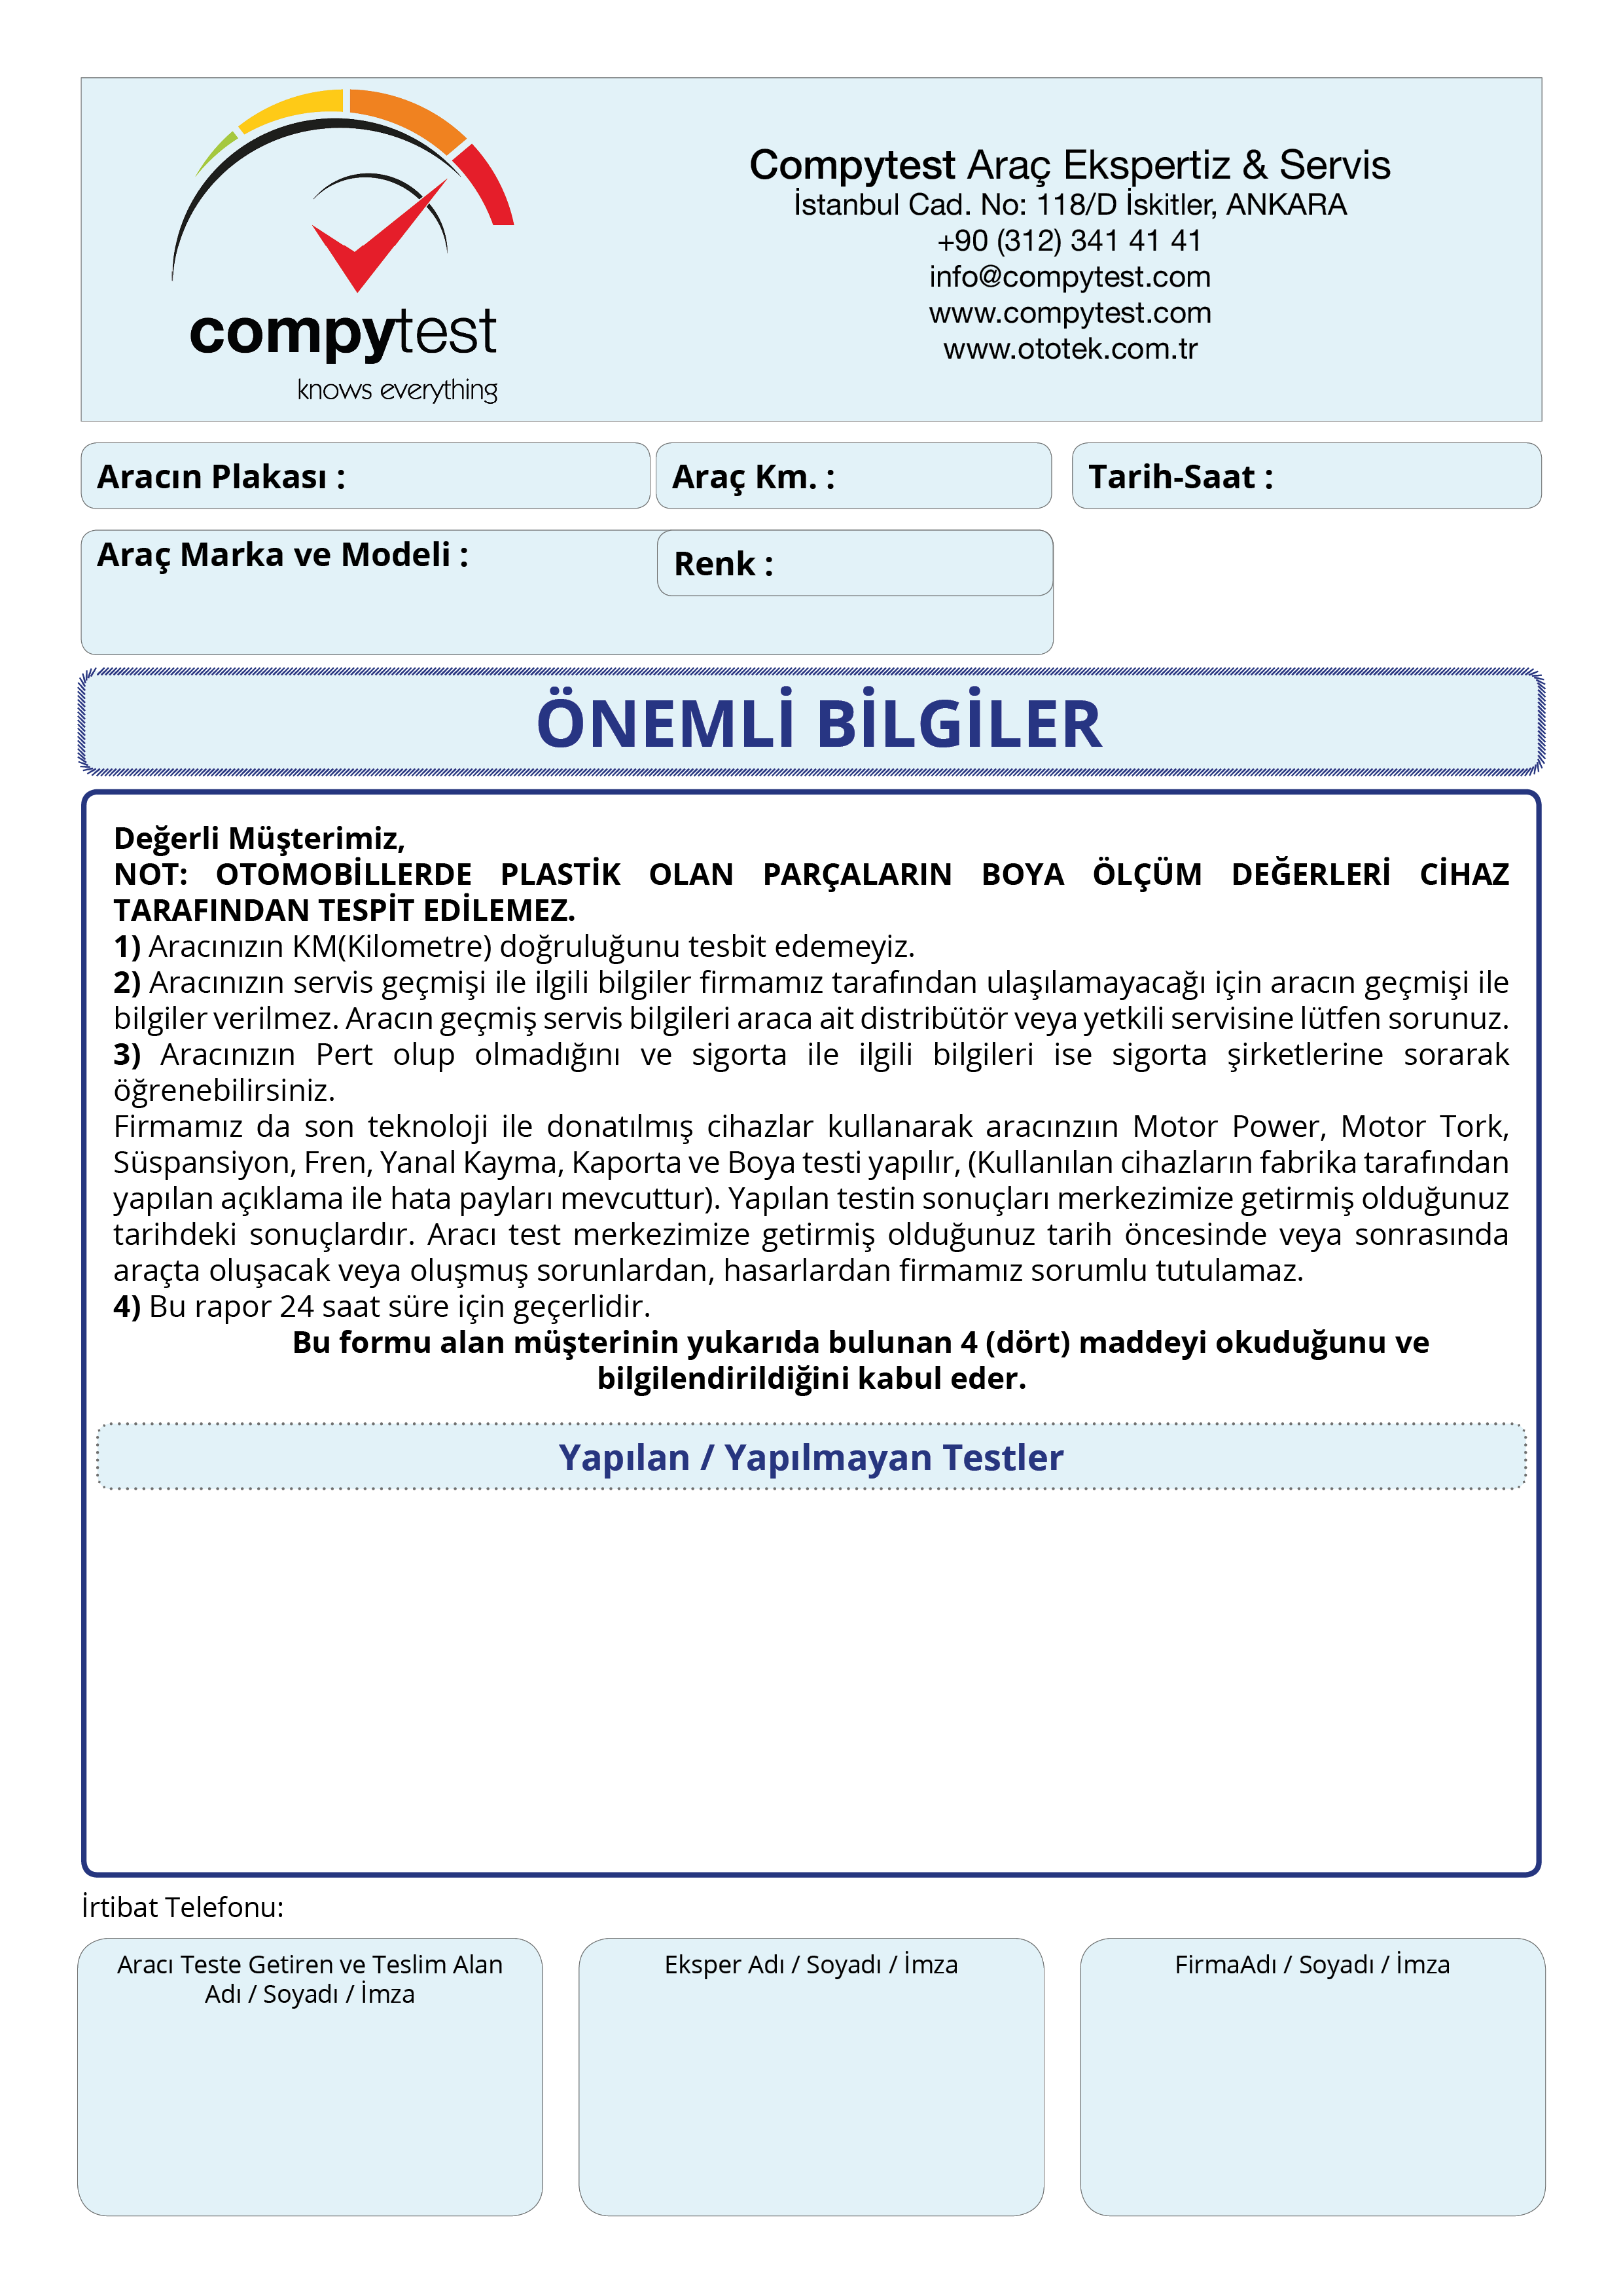 compytest
knows everything
Compytest Araç Ekspertiz & Servis
İstanbul Cad. No: 118/D İskitler, ANKARA
+90 (312) 341 41 41
info@compytest.com
www.compytest.com
www.ototek.com.tr
Aracın Plakası :
Araç Km. :
Tarih-Saat :
Araç Marka ve Modeli :
Renk :
ÖNEMLİ BİLGİLER
Değerli Müşterimiz,
NOT: OTOMOBİLLERDE PLASTİK OLAN PARÇALARIN BOYA ÖLÇÜM DEĞERLERİ CİHAZ
TARAFINDAN TESPİT EDİLEMEZ.
1) Aracınızın KM(Kilometre) doğruluğunu tesbit edemeyiz.
2) Aracınızın servis geçmişi ile ilgili bilgiler firmamız tarafından ulaşılamayacağı için aracın geçmişi ile
bilgiler verilmez. Aracın geçmiş servis bilgileri araca ait distribütör veya yetkili servisine lütfen sorunuz.
3) Aracınızın Pert olup olmadığını ve sigorta ile ilgili bilgileri ise sigorta şirketlerine sorarak
öğrenebilirsiniz.
Firmamız da son teknoloji ile donatılmış cihazlar kullanarak aracınzıın Motor Power, Motor Tork,
Süspansiyon, Fren, Yanal Kayma, Kaporta ve Boya testi yapılır, (Kullanılan cihazların fabrika tarafından
yapılan açıklama ile hata payları mevcuttur). Yapılan testin sonuçları merkezimize getirmiş olduğunuz
tarihdeki sonuçlardır. Aracı test merkezimize getirmiş olduğunuz tarih öncesinde veya sonrasında
araçta oluşacak veya oluşmuş sorunlardan, hasarlardan firmamız sorumlu tutulamaz.
4) Bu rapor 24 saat süre için geçerlidir.
Bu formu alan müşterinin yukarıda bulunan 4 (dört) maddeyi okuduğunu ve
bilgilendirildiğini kabul eder.
Yapılan / Yapılmayan Testler
İrtibat Telefonu:
Aracı Teste Getiren ve Teslim Alan
Adı / Soyadı / İmza
Eksper Adı / Soyadı / İmza
FirmaAdı / Soyadı / İmza